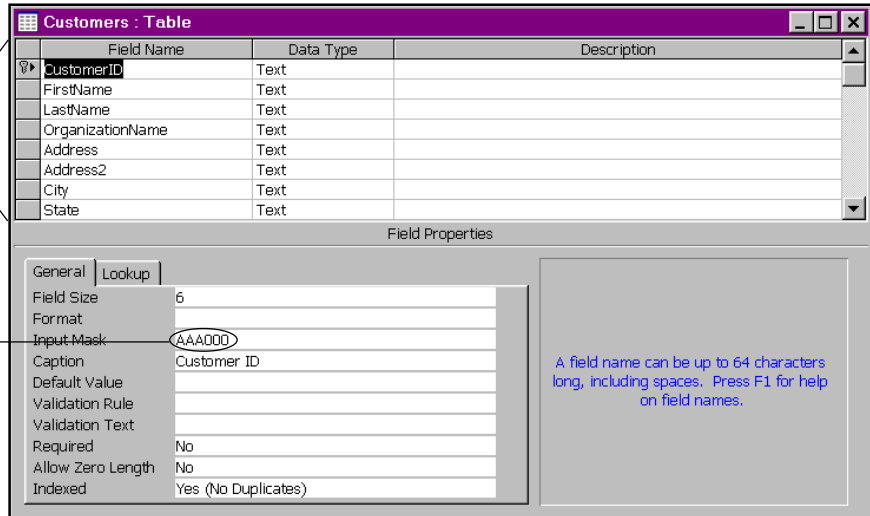 Customers : Table
Field Name Data Type Description
CustomerID Text
FirstName Text
LastName Text
OrganizationName Text
Address Text
Address2 Text
City Text
State Text
Field Properties
General Lookup
Field Size 6
Format
Input Mask AAA000
Caption Customer ID
Default Value
Validation Rule
Validation Text
Required No
Allow Zero Length No
Indexed Yes (No Duplicates)
A field name can be up to 64 characters
long, including spaces. Press F1 for help
on field names.